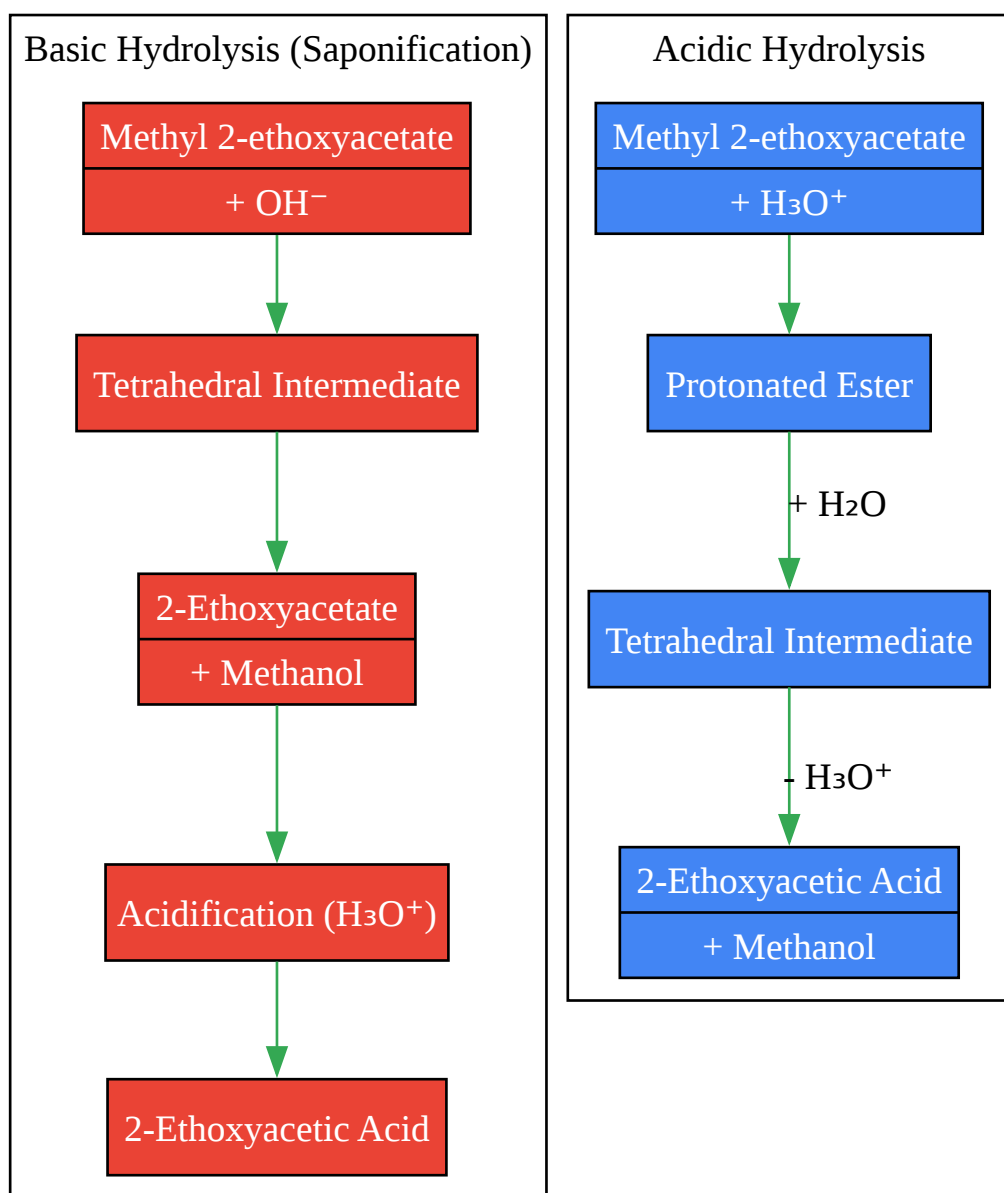 Basic Hydrolysis (Saponification)
Methyl 2-ethoxyacetate
+ OH⁻
Tetrahedral Intermediate
2-Ethoxyacetate
+ Methanol
Acidification (H₃O⁺)
2-Ethoxyacetic Acid
Acidic Hydrolysis
Methyl 2-ethoxyacetate
+ H₃O⁺
Protonated Ester
+ H₂O
Tetrahedral Intermediate
- H₃O⁺
2-Ethoxyacetic Acid
+ Methanol